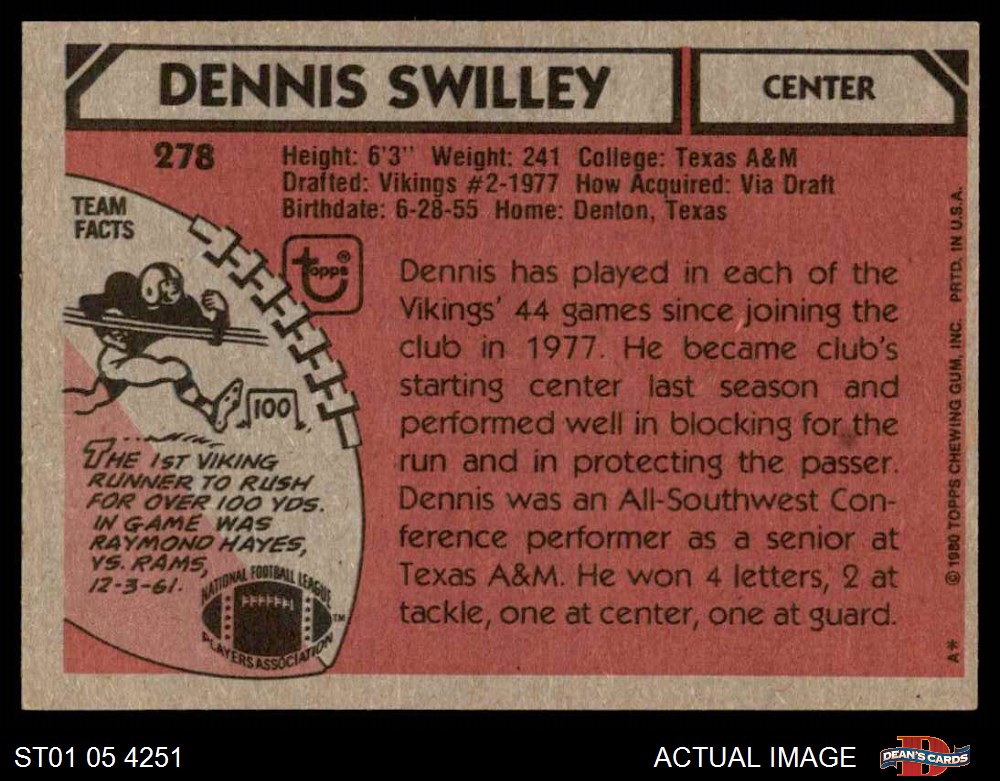 DENNIS SWILLEY
CENTER
278
Height: 6'3" Weight: 241 College: Texas A&M
Drafted: Vikings #2-1977 How Acquired: Via Draft
Birthdate: 6-28-55 Home: Denton, Texas
TEAM
FACTS
topps®
100
THE 1ST VIKING
RUNNER TO RUSH
FOR OVER 100 YDS.
IN GAME WAS
RAYMOND HAYES,
VS. RAMS,
12-3-61.
NATIONAL FOOTBALL LEAGUE
PLAYERS ASSOCIATION
TM
Dennis has played in each of the
Vikings' 44 games since joining the
club in 1977. He became club's
starting center last season and
performed well in blocking for the
run and in protecting the passer.
Dennis was an All-Southwest Con-
ference performer as a senior at
Texas A&M. He won 4 letters, 2 at
tackle, one at center, one at guard.
A* © 1980 TOPPS CHEWING GUM, INC. PRTD. IN U.S.A.
ST01 05 4251
ACTUAL IMAGE
DEAN'S CARDS